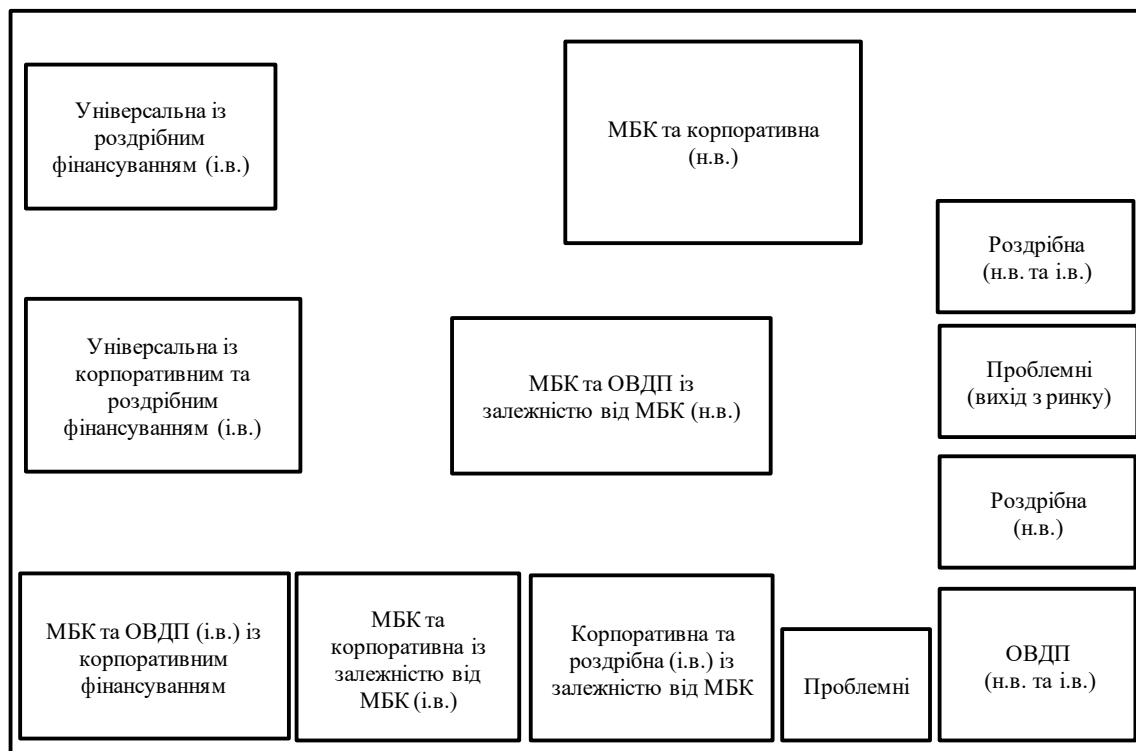 Універсальна із
роздрібним
фінансуванням (і.в.)
МБК та корпоративна
(н.в.)
Роздрібна
(н.в. та і.в.)
Універсальна із
корпоративним та
роздрібним
фінансуванням (і.в.)
МБК та ОВДП із
залежністю від МБК (н.в.)
Проблемні
(вихід з ринку)
Роздрібна
(н.в.)
МБК та ОВДП (і.в.) із
корпоративним
фінансуванням
МБК та
корпоративна із
залежністю від
МБК (і.в.)
Корпоративна та
роздрібна (і.в.) із
залежністю від МБК
Проблемні
ОВДП
(н.в. та і.в.)